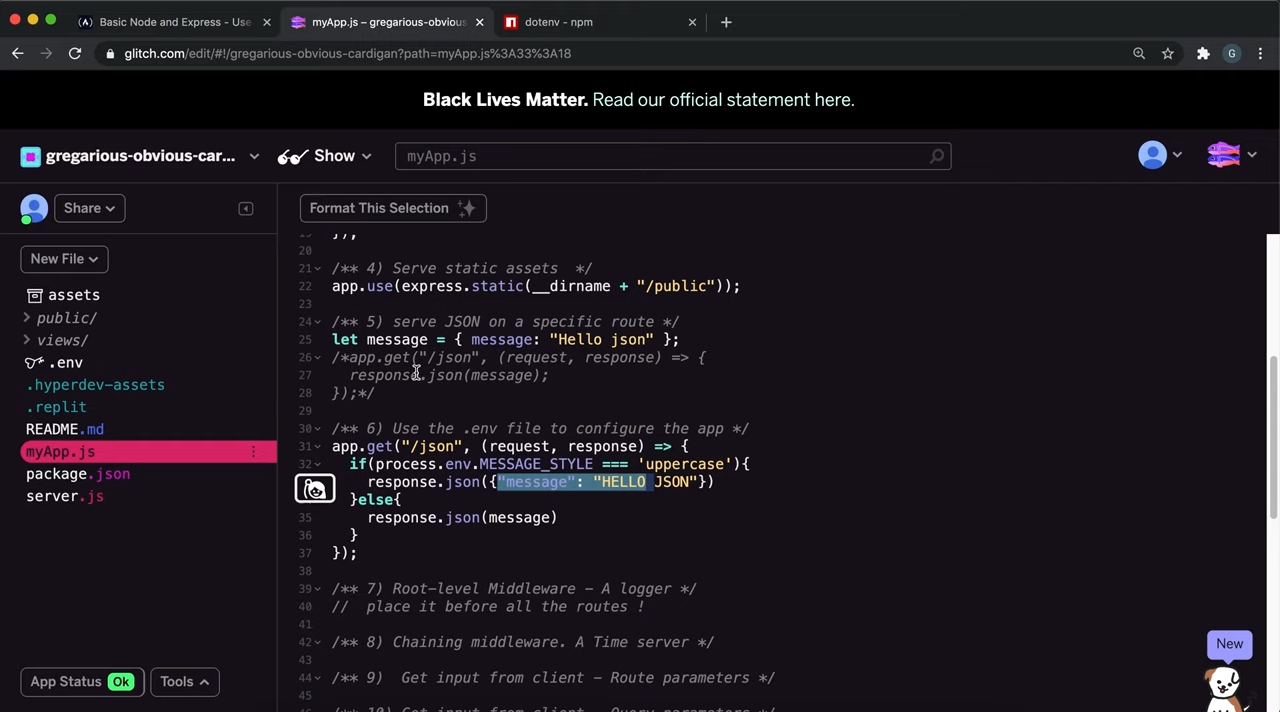 Basic Node and Express - Use
myApp.js – gregarious-obvious
dotenv - npm
glitch.com/edit/#!/gregarious-obvious-cardigan?path=myApp.js%3A33%3A18
G
Black Lives Matter. Read our official statement here.
gregarious-obvious-car...
Show
myApp.js
Share
Format This Selection
New File
assets
public/
views/
.env
.hyperdev-assets
.replit
README.md
myApp.js
package.json
server.js
App Status Ok
Tools
});
20
21 /** 4) Serve static assets  */
22 app.use(express.static(__dirname + "/public"));
23
24 /** 5) serve JSON on a specific route */
25 let message = { message: "Hello json" };
26 /*app.get("/json", (request, response) => {
27 response.json(message);
28 });*/
29
30 /** 6) Use the .env file to configure the app */
31 app.get("/json", (request, response) => {
32 if(process.env.MESSAGE_STYLE === 'uppercase'){
response.json({"message": "HELLO JSON"})
}else{
35 response.json(message)
36 }
37 });
38
39 /** 7) Root-level Middleware - A logger */
40 //  place it before all the routes !
41
42 /** 8) Chaining middleware. A Time server */
43
44 /** 9)  Get input from client - Route parameters */
45
46 /** 10) Get input from client - Query parameters
New